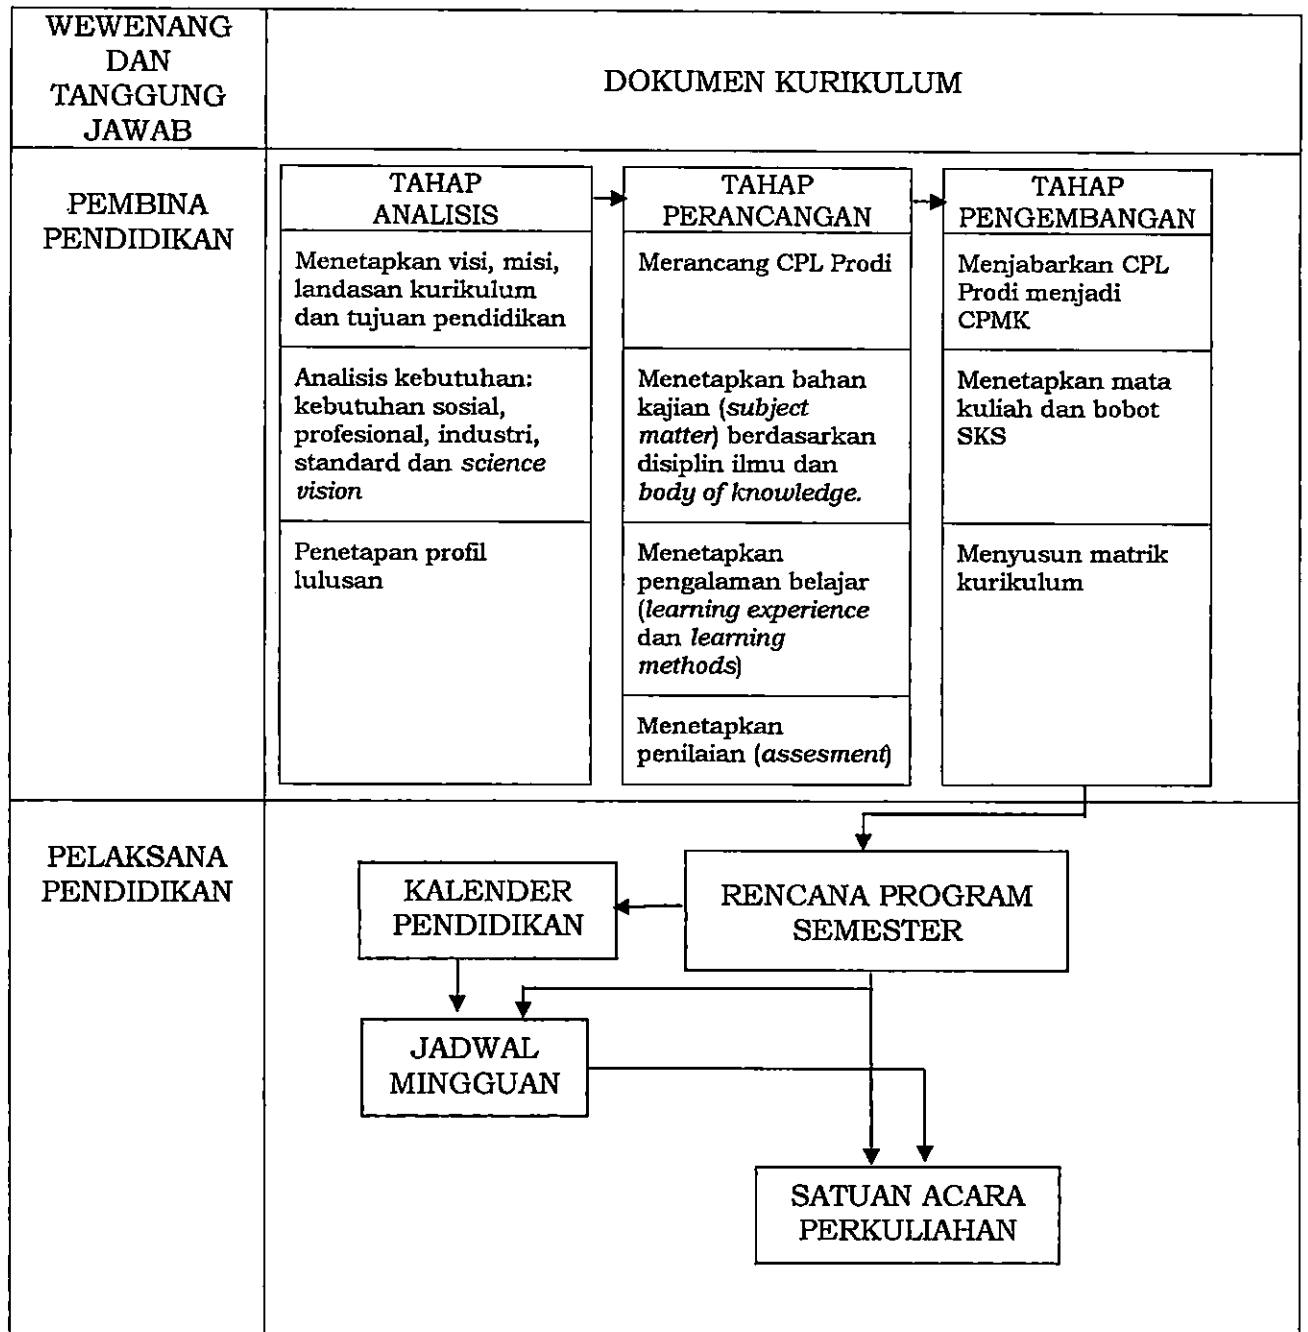 WEWENANG
DAN
TANGGUNG
JAWAB
DOKUMEN KURIKULUM
PEMBINA
PENDIDIKAN
TAHAP
ANALISIS
Menetapkan visi, misi,
landasan kurikulum
dan tujuan pendidikan
Analisis kebutuhan:
kebutuhan sosial,
profesional, industri,
standard dan science
vision
Penetapan profil
lulusan
TAHAP
PERANCANGAN
Merancang CPL Prodi
Menetapkan bahan
kajian (subject
matter) berdasarkan
disiplin ilmu dan
body of knowledge.
Menetapkan
pengalaman belajar
(learning experience
dan learning
methods)
Menetapkan
penilaian (assesment)
TAHAP
PENGEMBANGAN
Menjabarkan CPL
Prodi menjadi
CPMK
Menetapkan mata
kuliah dan bobot
SKS
Menyusun matrik
kurikulum
PELAKSANA
PENDIDIKAN
KALENDER
PENDIDIKAN
RENCANA PROGRAM
SEMESTER
JADWAL
MINGGUAN
SATUAN ACARA
PERKULIAHAN